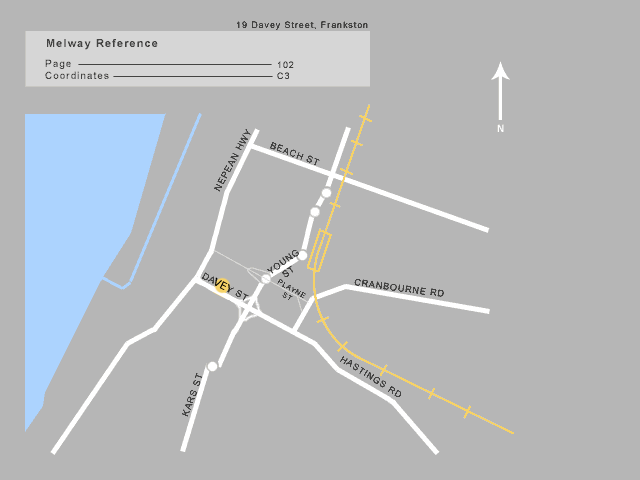 19 Davey Street, Frankston
Melway Reference
Page 102
Coordinates C3
N
NEPEAN HWY
BEACH ST
YOUNG
ST
PLAYNE
ST
DAVEY ST
CRANBOURNE RD
HASTINGS RD
KARS ST